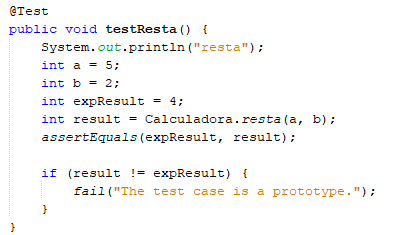 @Test
public void testResta() {
System.out.println("resta");
int a = 5;
int b = 2;
int expResult = 4;
int result = Calculadora.resta(a, b);
assertEquals(expResult, result);
if (result != expResult) {
fail("The test case is a prototype.");
}
}